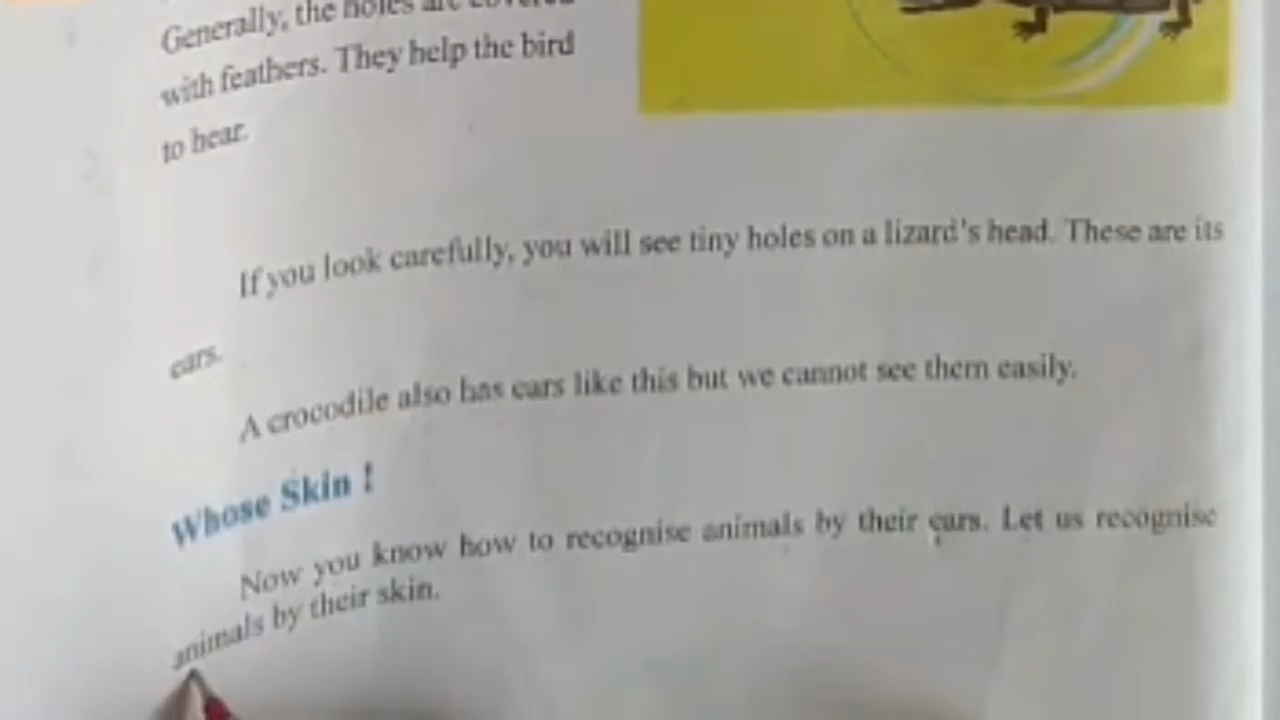 Generally, the holes are covered
with feathers. They help the bird
to hear.
If you look carefully, you will see tiny holes on a lizard's head. These are its
ears.
A crocodile also has ears like this but we cannot see them easily.
Whose Skin !
Now you know how to recognise animals by their ears. Let us recognise
animals by their skin.